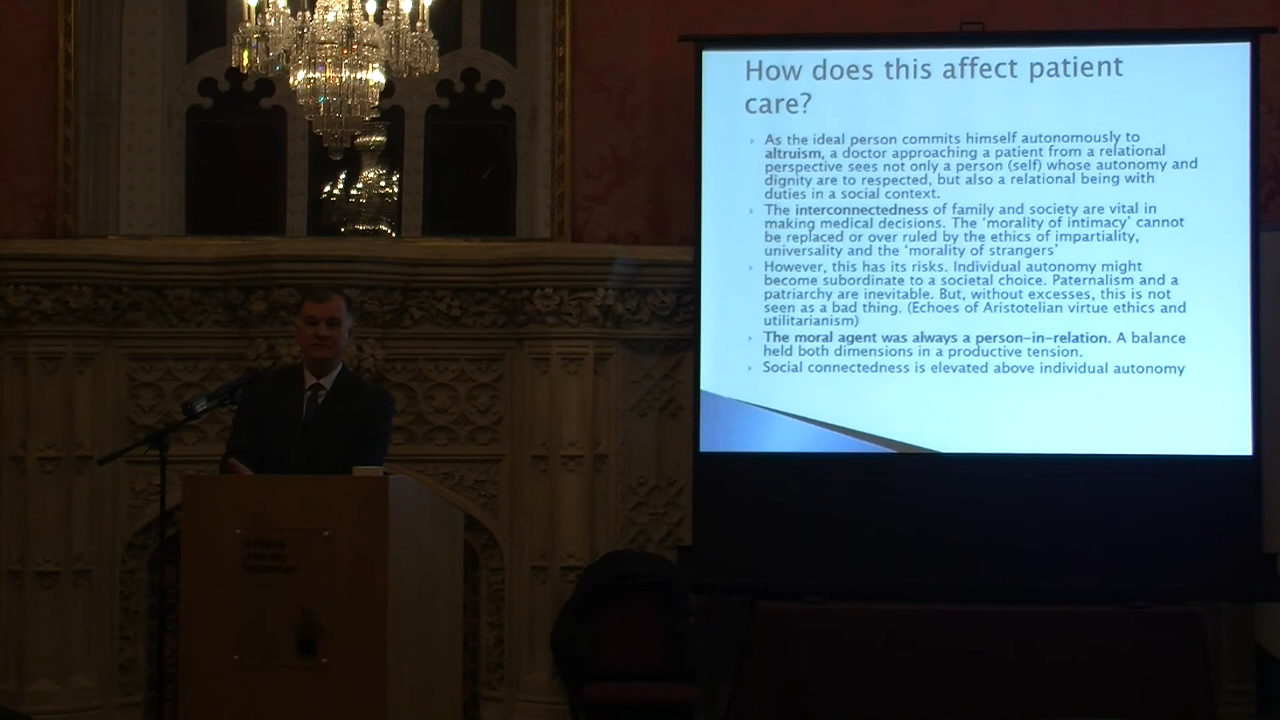 How does this affect patient
care?
As the ideal person commits himself autonomously to
altruism, a doctor approaching a patient from a relational
perspective sees not only a person (self) whose autonomy and
dignity are to respected, but also a relational being with
duties in a social context.
The interconnectedness of family and society are vital in
making medical decisions. The ‘morality of intimacy’ cannot
be replaced or over ruled by the ethics of impartiality,
universality and the ‘morality of strangers’
However, this has its risks. Individual autonomy might
become subordinate to a societal choice. Paternalism and a
patriarchy are inevitable. But, without excesses, this is not
seen as a bad thing. (Echoes of Aristotelian virtue ethics and
utilitarianism)
The moral agent was always a person-in-relation. A balance
held both dimensions in a productive tension.
Social connectedness is elevated above individual autonomy